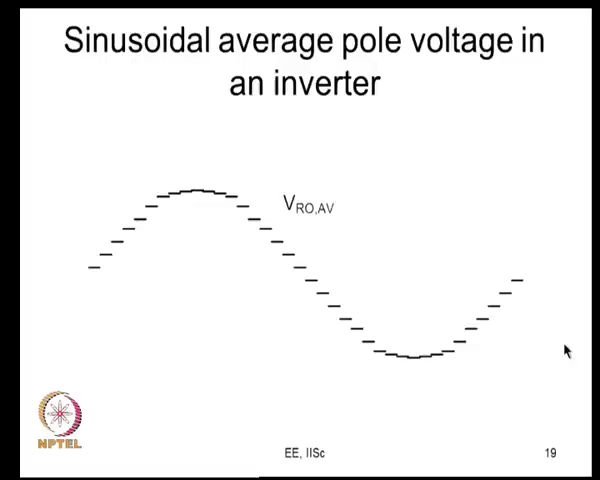 Sinusoidal average pole voltage in
an inverter
VRO,AV
NPTEL
EE, IISc
19